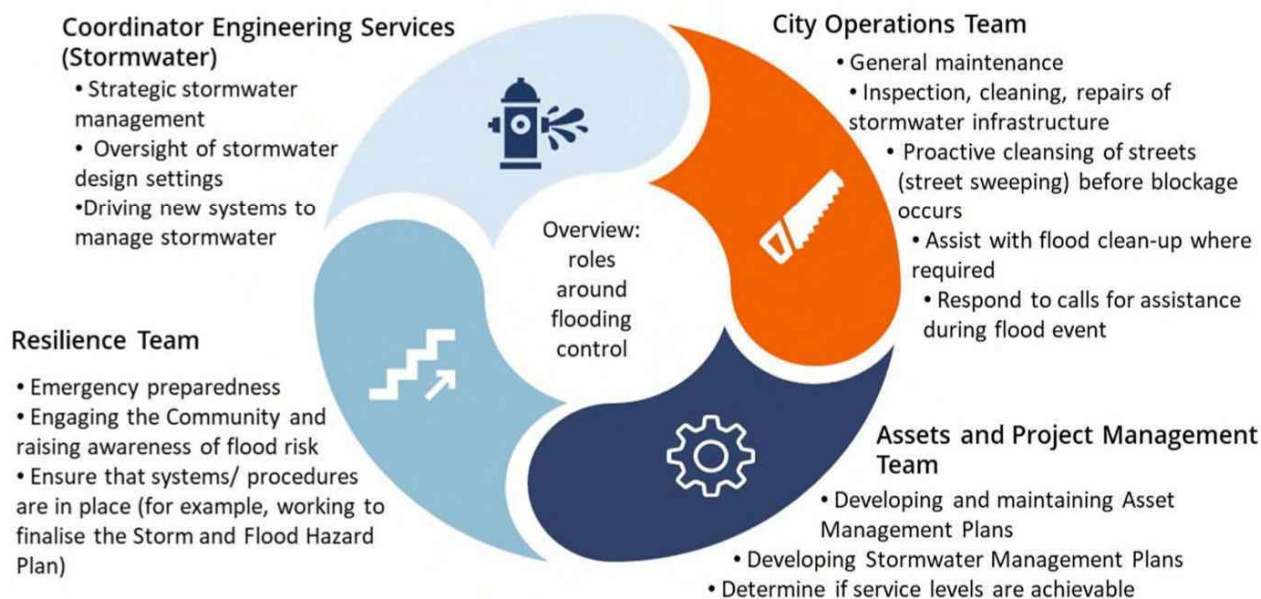 Coordinator Engineering Services
(Stormwater)
• Strategic stormwater
management
• Oversight of stormwater
design settings
•Driving new systems to
manage stormwater
City Operations Team
• General maintenance
• Inspection, cleaning, repairs of
stormwater infrastructure
• Proactive cleansing of streets
(street sweeping) before blockage
occurs
• Assist with flood clean-up where
required
• Respond to calls for assistance
during flood event
Overview:
roles
around
flooding
control
Resilience Team
• Emergency preparedness
• Engaging the Community and
raising awareness of flood risk
• Ensure that systems/ procedures
are in place (for example, working to
finalise the Storm and Flood Hazard
Plan)
Assets and Project Management
Team
• Developing and maintaining Asset
Management Plans
• Developing Stormwater Management Plans
• Determine if service levels are achievable